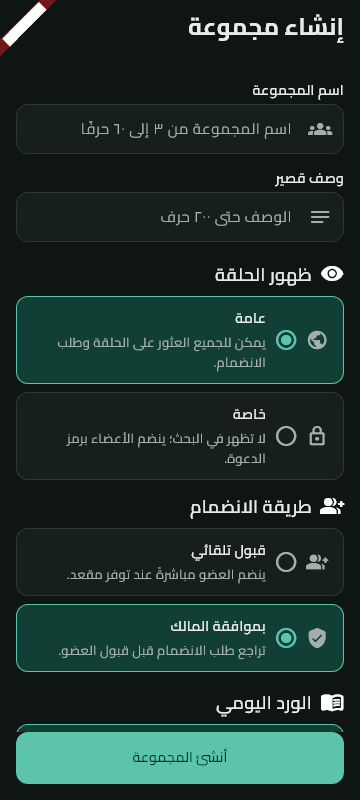 إنشاء مجموعة
اسم المجموعة
اسم المجموعة من ٣ إلى ٦٠ حرفًا
وصف قصير
الوصف حتى ٢٠٠ حرف
ظهور الحلقة
عامة
يمكن للجميع العثور على الحلقة وطلب
الانضمام.
خاصة
لا تظهر في البحث؛ ينضم الأعضاء برمز
الدعوة.
طريقة الانضمام
قبول تلقائي
ينضم العضو مباشرةً عند توفر مقعد.
بموافقة المالك
تراجع طلب الانضمام قبل قبول العضو.
الورد اليومي
أنشئ المجموعة